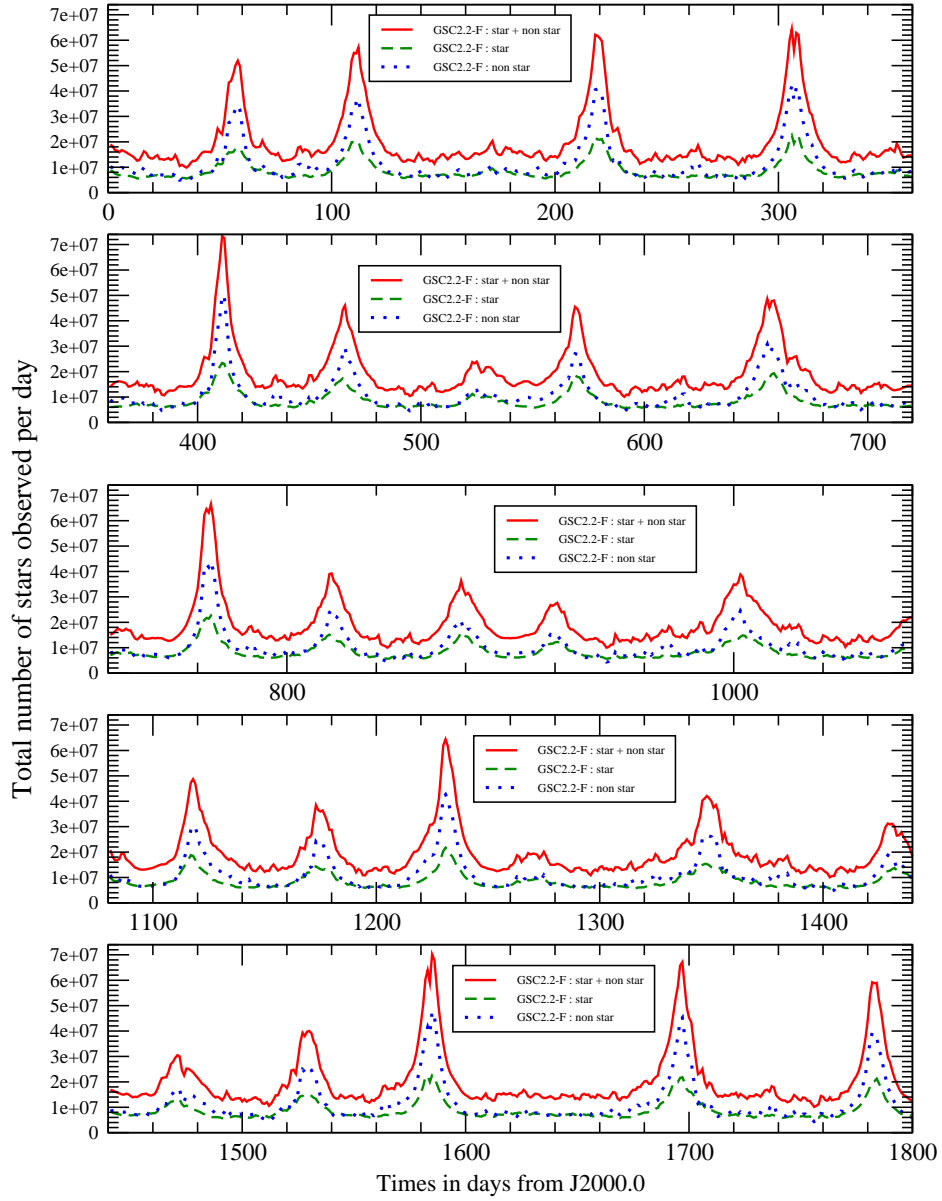 Total number of stars observed per day
7e+07
6e+07
5e+07
4e+07
3e+07
2e+07
1e+07
0
GSC2.2-F : star + non star
GSC2.2-F : star
GSC2.2-F : non star
0 100 200 300
7e+07
6e+07
5e+07
4e+07
3e+07
2e+07
1e+07
0
GSC2.2-F : star + non star
GSC2.2-F : star
GSC2.2-F : non star
400 500 600 700
7e+07
6e+07
5e+07
4e+07
3e+07
2e+07
1e+07
0
GSC2.2-F : star + non star
GSC2.2-F : star
GSC2.2-F : non star
800 1000
7e+07
6e+07
5e+07
4e+07
3e+07
2e+07
1e+07
0
GSC2.2-F : star + non star
GSC2.2-F : star
GSC2.2-F : non star
1100 1200 1300 1400
7e+07
6e+07
5e+07
4e+07
3e+07
2e+07
1e+07
0
GSC2.2-F : star + non star
GSC2.2-F : star
GSC2.2-F : non star
1500 1600 1700 1800
Times in days from J2000.0